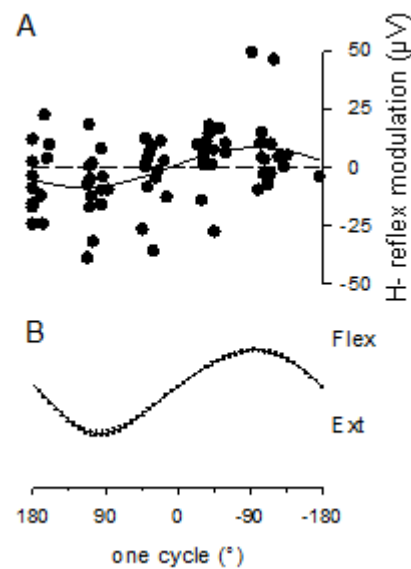 A
50
25
0
-25
-50
H- reflex modulation (µV)
B
Flex
Ext
180 90 0 -90 -180
one cycle (°)